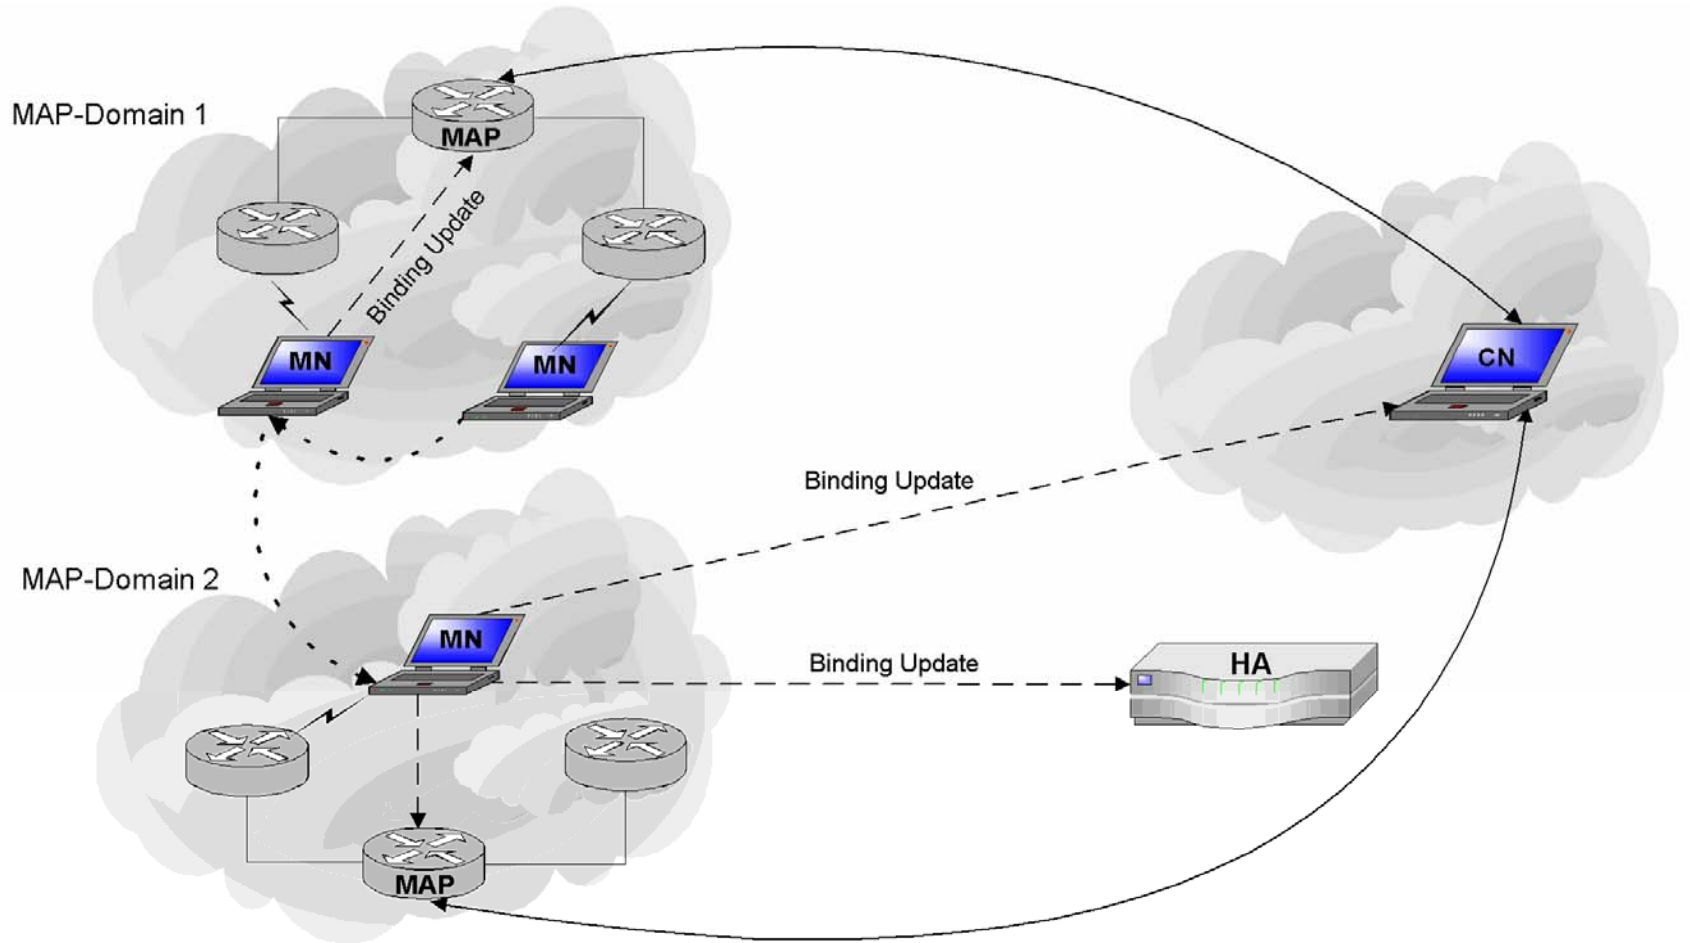 MAP-Domain 1
MAP
Binding Update
MN
MN
CN
Binding Update
MAP-Domain 2
MN
Binding Update
HA
MAP